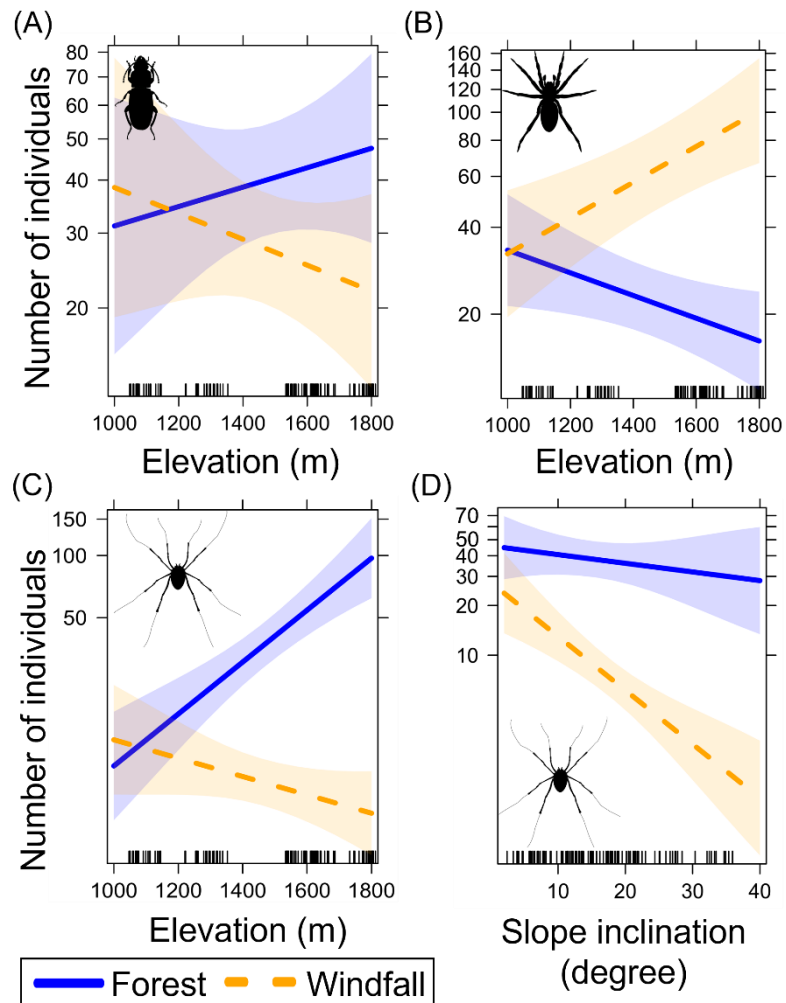 (A)
Number of individuals
80
70
60
50
40
30
20
1000 1200 1400 1600 1800
Elevation (m)
(B)
160
140
120
100
80
60
40
20
1000 1200 1400 1600 1800
Elevation (m)
(C)
Number of individuals
150
100
50
1000 1200 1400 1600 1800
Elevation (m)
(D)
70
50
40
30
20
10
10 20 30 40
Slope inclination
(degree)
Forest Windfall